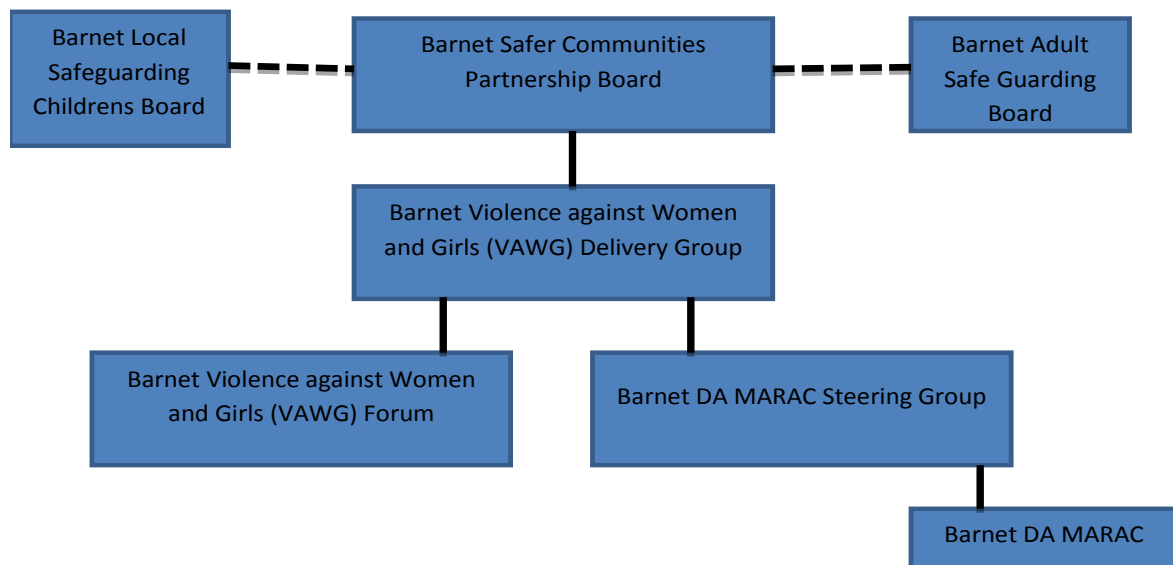 Barnet Local
Safeguarding
Childrens Board
Barnet Safer Communities
Partnership Board
Barnet Adult
Safe Guarding
Board
Barnet Violence against Women
and Girls (VAWG) Delivery Group
Barnet Violence against Women
and Girls (VAWG) Forum
Barnet DA MARAC Steering Group
Barnet DA MARAC